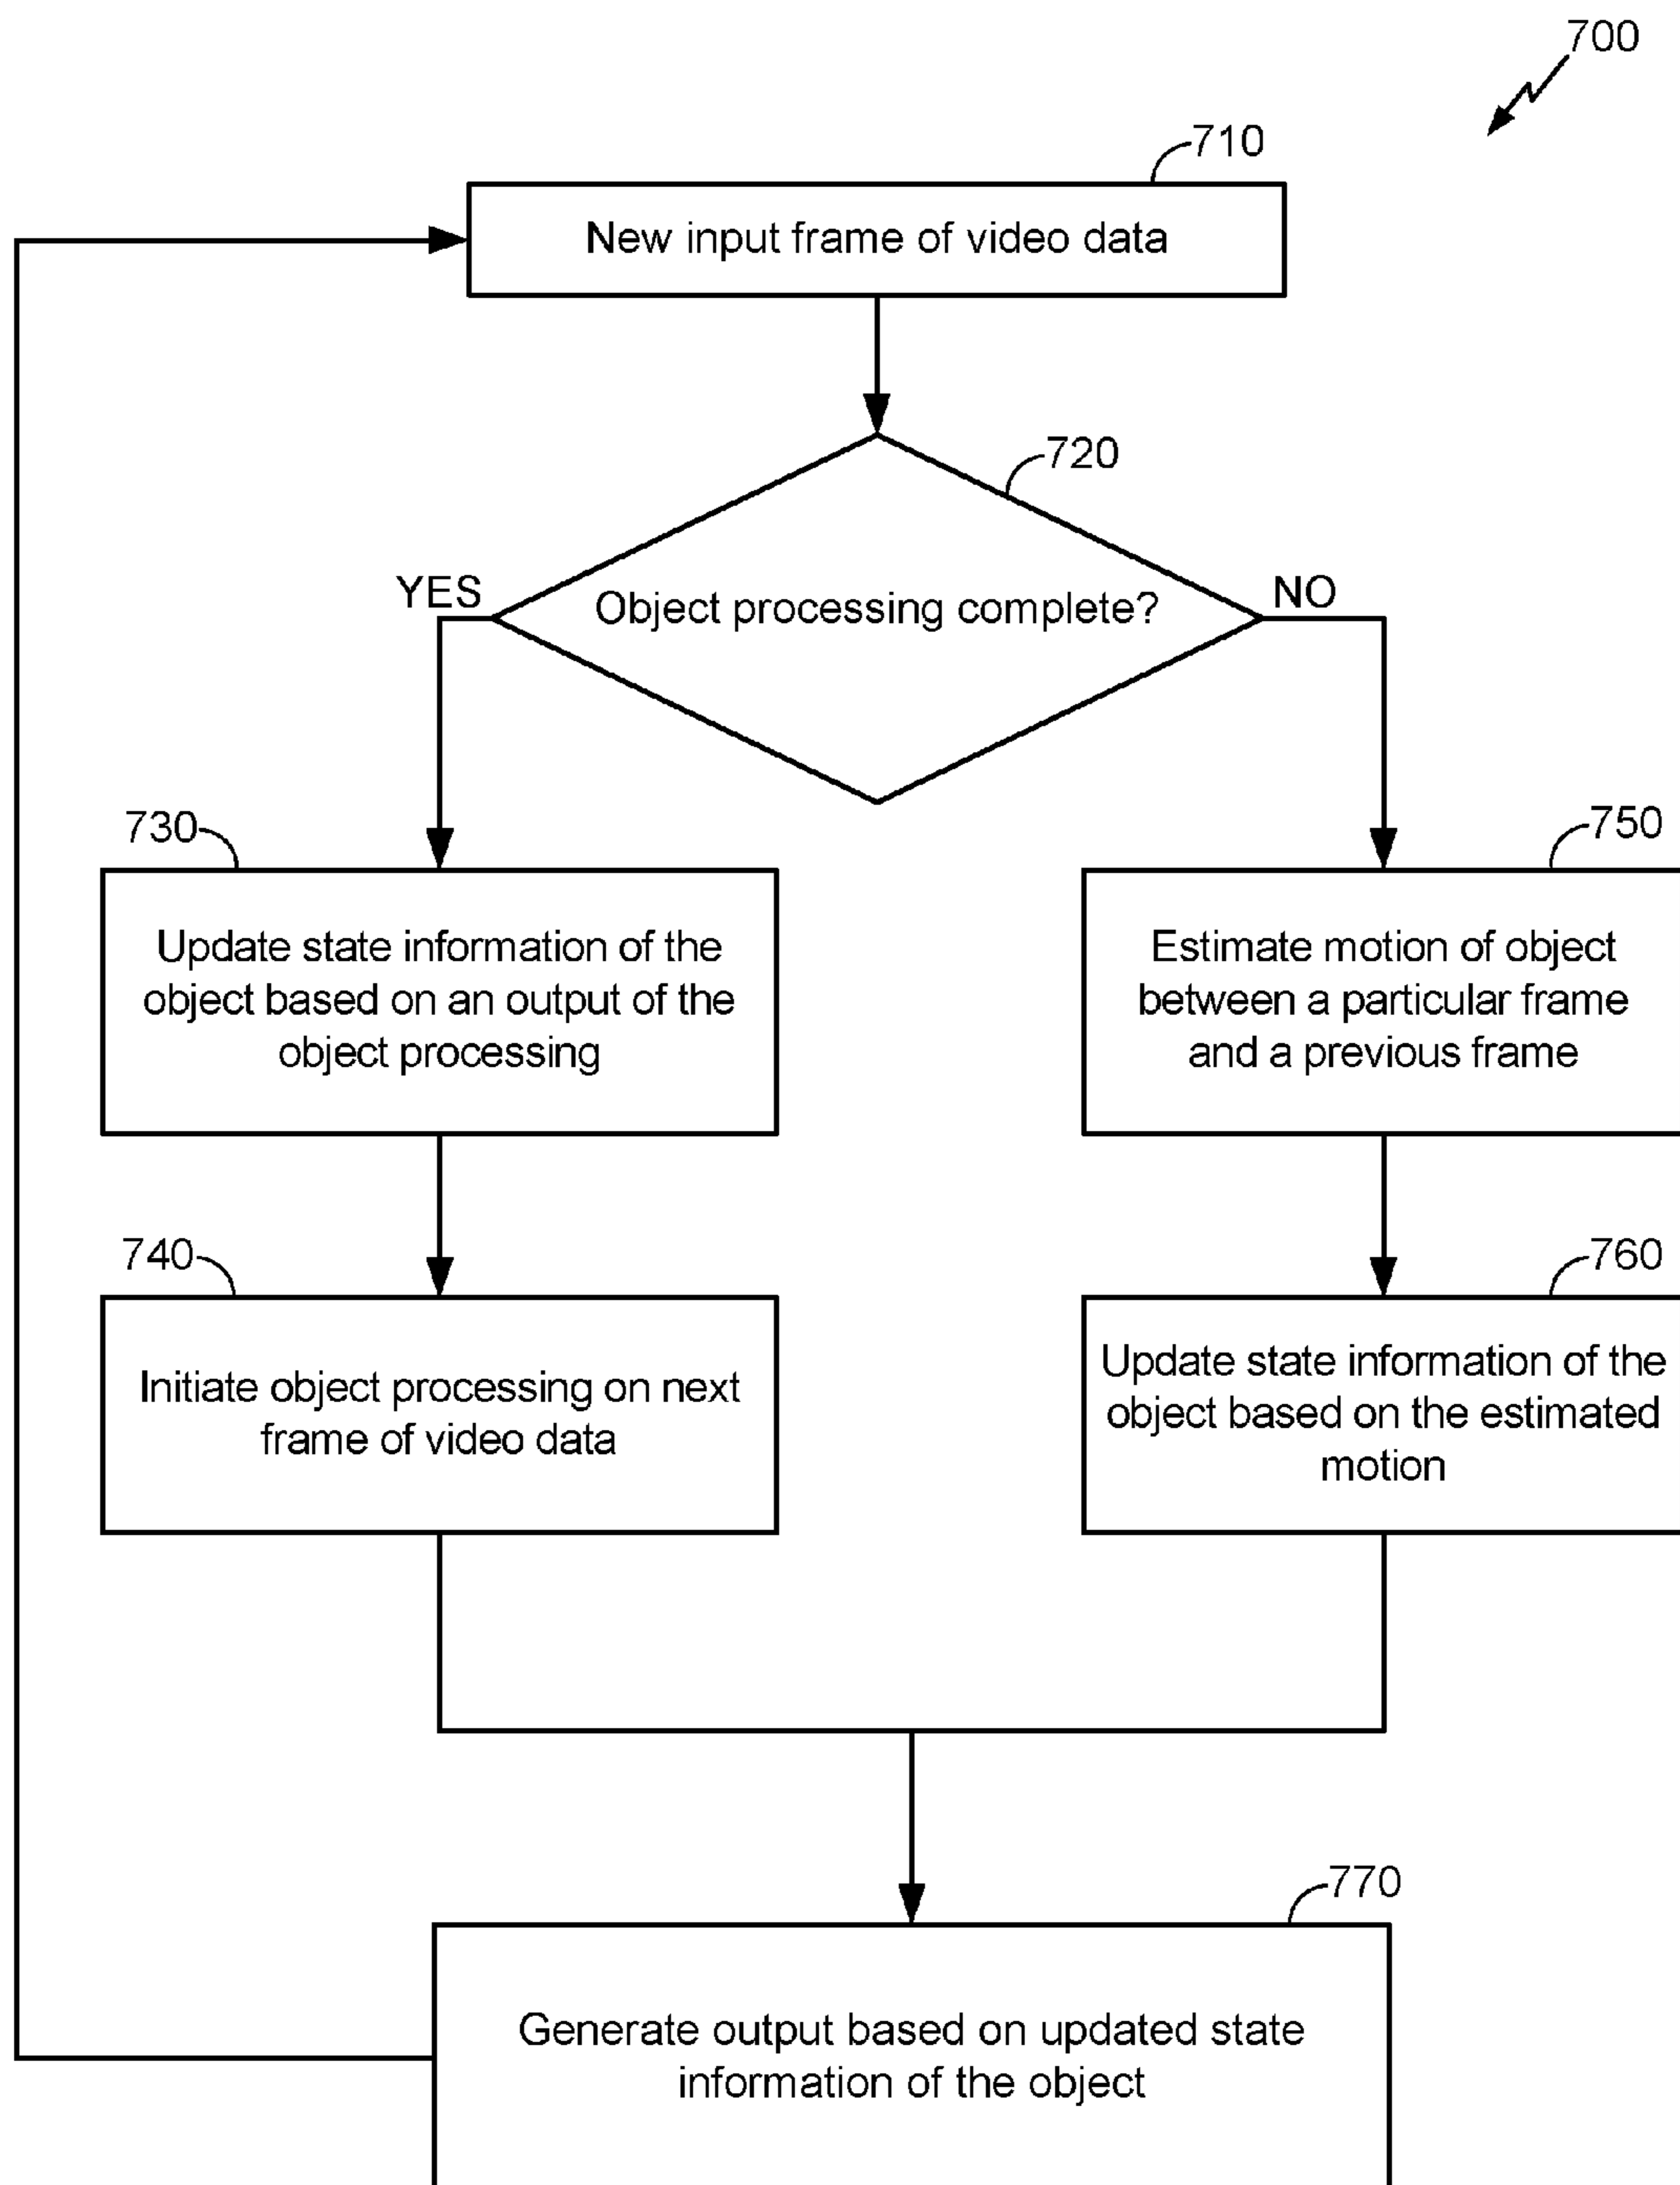 700
710
New input frame of video data
720
YES
Object processing complete?
NO
730
Update state information of the
object based on an output of the
object processing
750
Estimate motion of object
between a particular frame
and a previous frame
740
Initiate object processing on next
frame of video data
760
Update state information of the
object based on the estimated
motion
770
Generate output based on updated state
information of the object